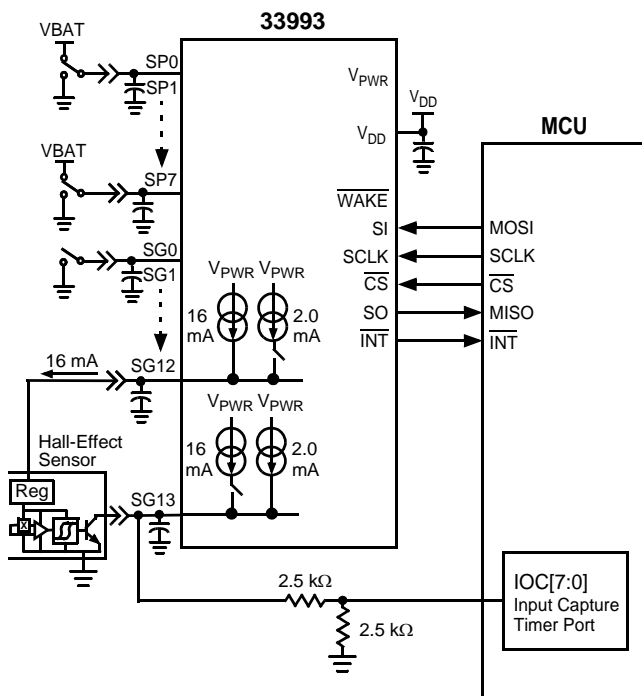 33993
VBAT
SP0
SP1
VBAT
SP7
SG0
SG1
SG12
16 mA
Hall-Effect
Sensor
Reg
X
SG13
VPWR
VDD
VDD
WAKE
SI
SCLK
CS
SO
INT
VPWR VPWR
16
mA
2.0
mA
VPWR VPWR
16
mA
2.0
mA
MCU
MOSI
SCLK
CS
MISO
INT
2.5 kΩ
2.5 kΩ
IOC[7:0]
Input Capture
Timer Port